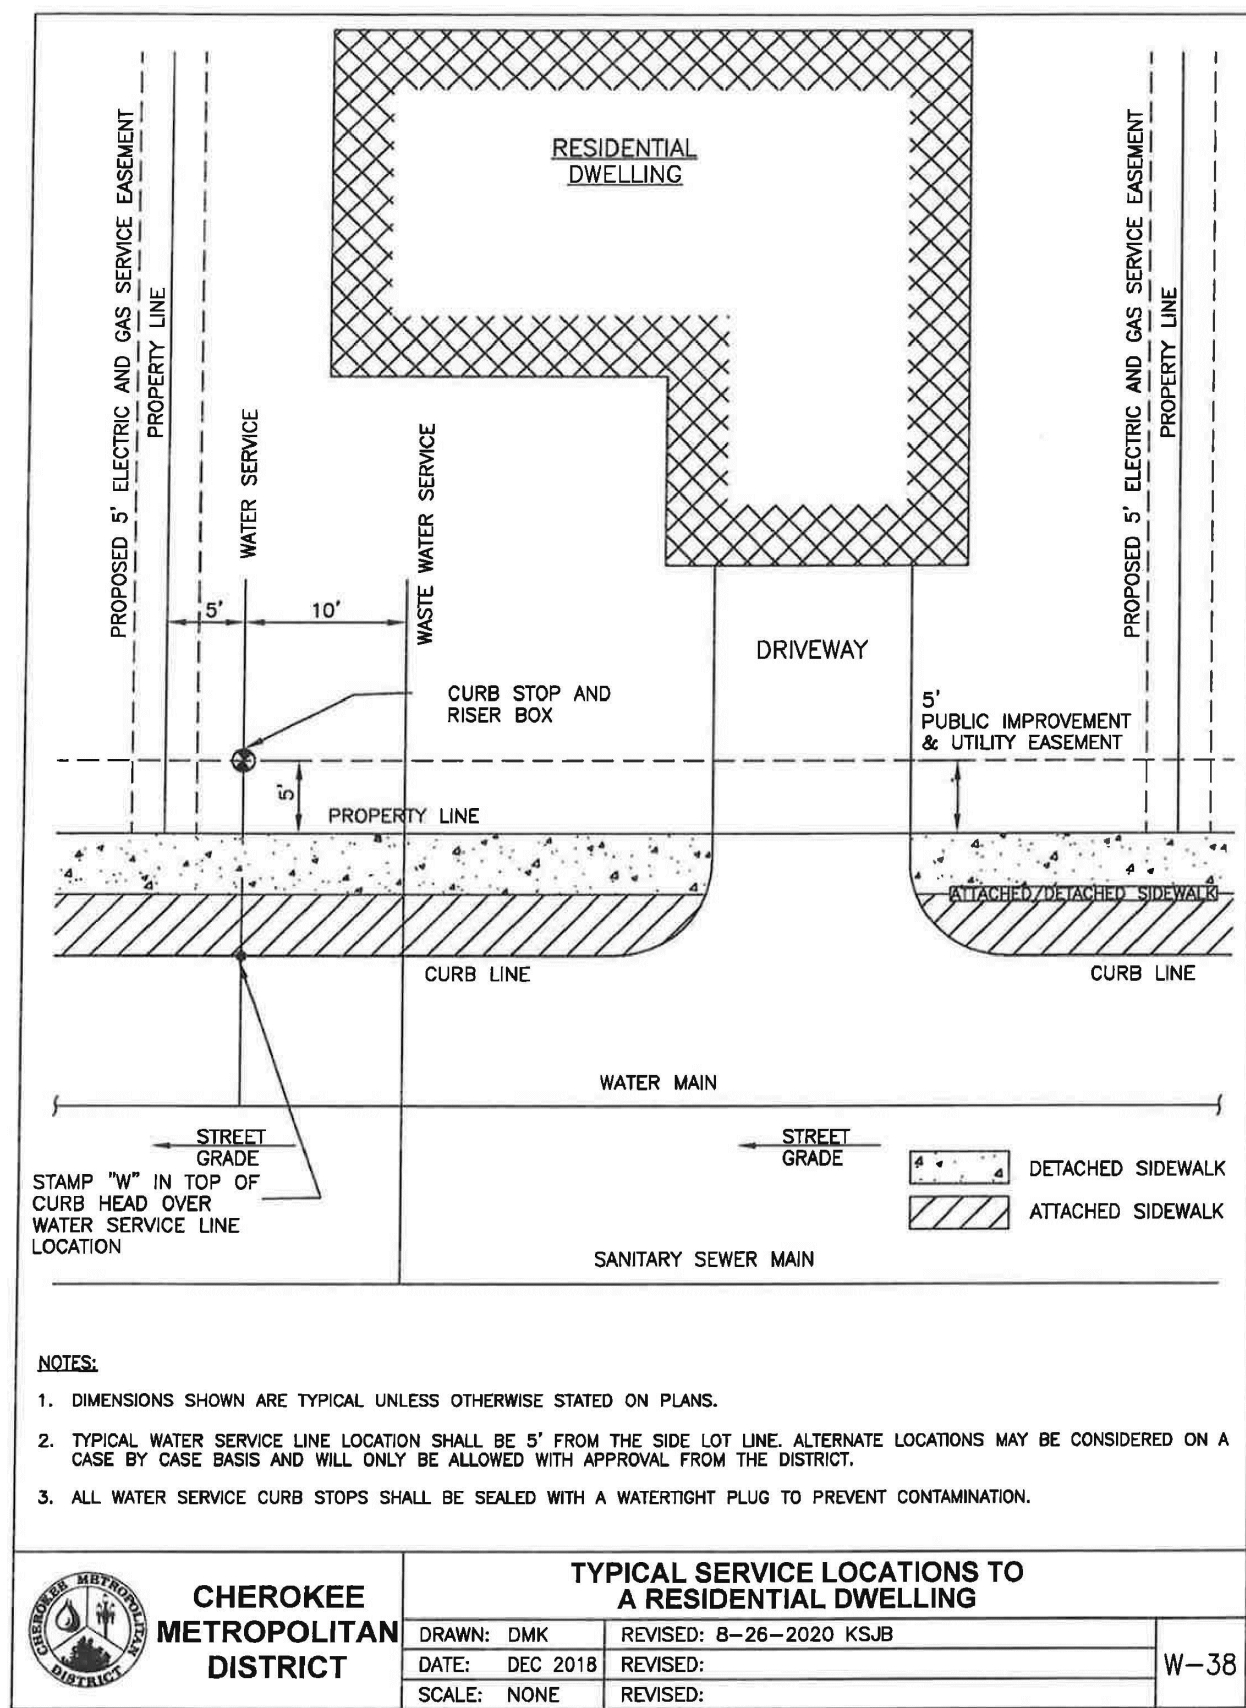 RESIDENTIAL
DWELLING
PROPOSED 5' ELECTRIC AND GAS SERVICE EASEMENT
PROPERTY LINE
WATER SERVICE
WASTE WATER SERVICE
PROPOSED 5' ELECTRIC AND GAS SERVICE EASEMENT
PROPERTY LINE
5'
10'
DRIVEWAY
CURB STOP AND
RISER BOX
5'
PUBLIC IMPROVEMENT
& UTILITY EASEMENT
5'
PROPERTY LINE
ATTACHED/DETACHED SIDEWALK
CURB LINE
CURB LINE
WATER MAIN
STREET
GRADE
STREET
GRADE
STAMP "W" IN TOP OF
CURB HEAD OVER
WATER SERVICE LINE
LOCATION
DETACHED SIDEWALK
ATTACHED SIDEWALK
SANITARY SEWER MAIN
NOTES:
1. DIMENSIONS SHOWN ARE TYPICAL UNLESS OTHERWISE STATED ON PLANS.
2. TYPICAL WATER SERVICE LINE LOCATION SHALL BE 5' FROM THE SIDE LOT LINE. ALTERNATE LOCATIONS MAY BE CONSIDERED ON A
CASE BY CASE BASIS AND WILL ONLY BE ALLOWED WITH APPROVAL FROM THE DISTRICT.
3. ALL WATER SERVICE CURB STOPS SHALL BE SEALED WITH A WATERTIGHT PLUG TO PREVENT CONTAMINATION.
CHEROKEE METROPOLITAN DISTRICT
CHEROKEE
METROPOLITAN
DISTRICT
TYPICAL SERVICE LOCATIONS TO
A RESIDENTIAL DWELLING
DRAWN: DMK
REVISED: 8-26-2020 KSJB
DATE: DEC 2018
REVISED:
SCALE: NONE
REVISED:
W-38